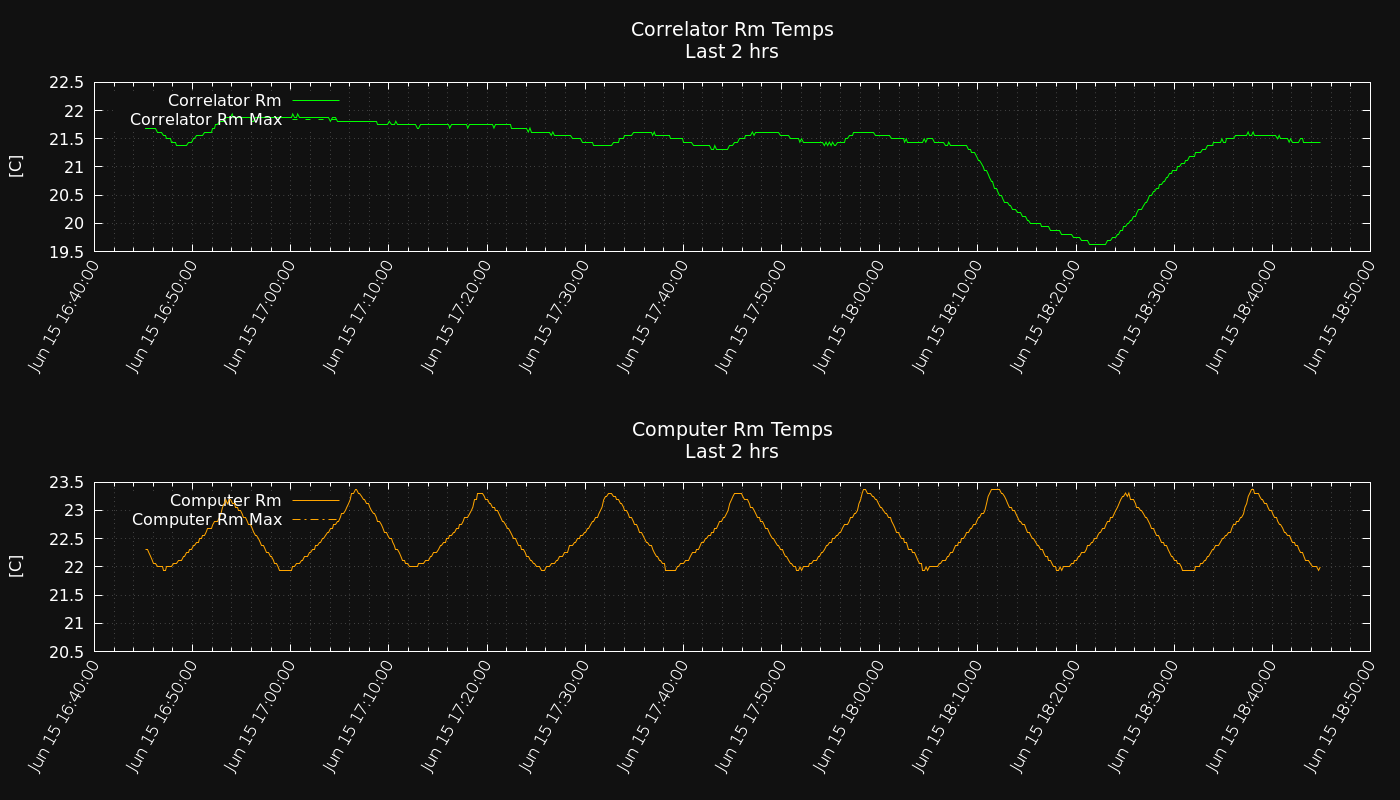 Correlator Rm Temps
Last 2 hrs
22.5
22
21.5
21
20.5
20
19.5
[C]
Correlator Rm
Correlator Rm Max
Jun 15 16:40:00
Jun 15 16:50:00
Jun 15 17:00:00
Jun 15 17:10:00
Jun 15 17:20:00
Jun 15 17:30:00
Jun 15 17:40:00
Jun 15 17:50:00
Jun 15 18:00:00
Jun 15 18:10:00
Jun 15 18:20:00
Jun 15 18:30:00
Jun 15 18:40:00
Jun 15 18:50:00
Computer Rm Temps
Last 2 hrs
23.5
23
22.5
22
21.5
21
20.5
[C]
Computer Rm
Computer Rm Max
Jun 15 16:40:00
Jun 15 16:50:00
Jun 15 17:00:00
Jun 15 17:10:00
Jun 15 17:20:00
Jun 15 17:30:00
Jun 15 17:40:00
Jun 15 17:50:00
Jun 15 18:00:00
Jun 15 18:10:00
Jun 15 18:20:00
Jun 15 18:30:00
Jun 15 18:40:00
Jun 15 18:50:00